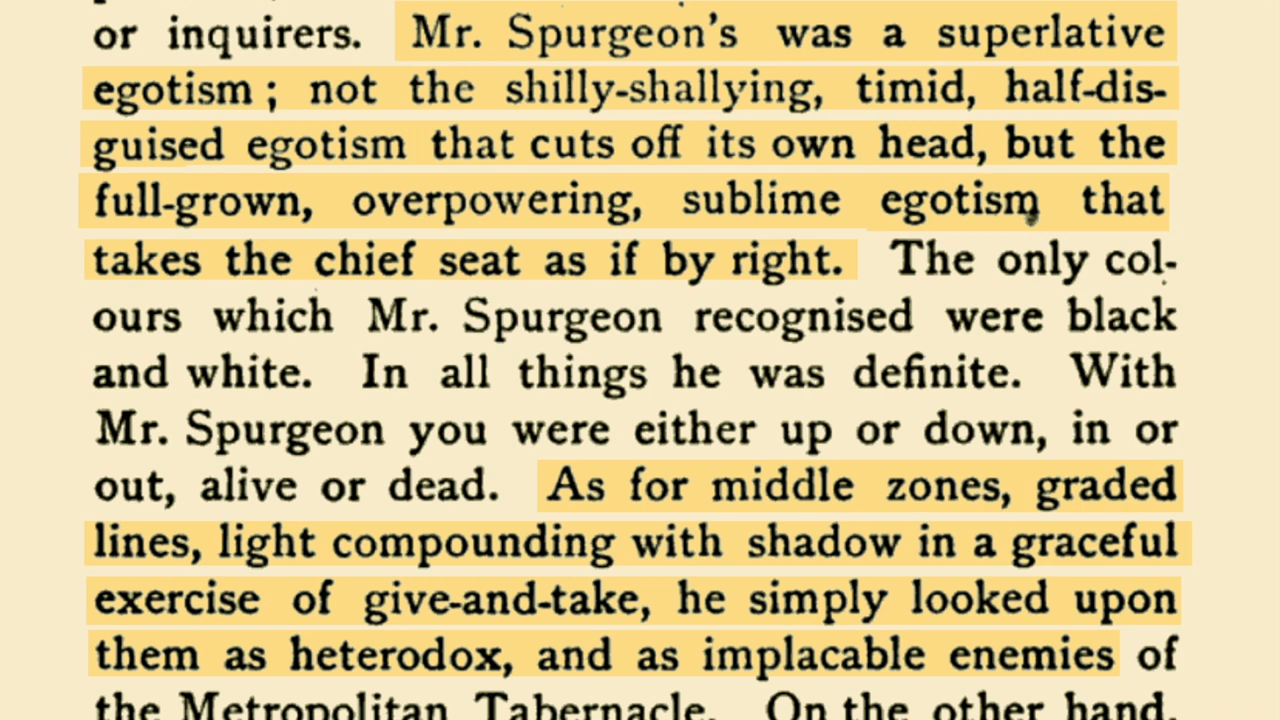 or inquirers. Mr. Spurgeon's was a superlative
egotism; not the shilly-shallying, timid, half-dis-
guised egotism that cuts off its own head, but the
full-grown, overpowering, sublime egotism that
takes the chief seat as if by right. The only col-
ours which Mr. Spurgeon recognised were black
and white. In all things he was definite. With
Mr. Spurgeon you were either up or down, in or
out, alive or dead. As for middle zones, graded
lines, light compounding with shadow in a graceful
exercise of give-and-take, he simply looked upon
them as heterodox, and as implacable enemies of
the Metropolitan Tabernacle. On the other hand,